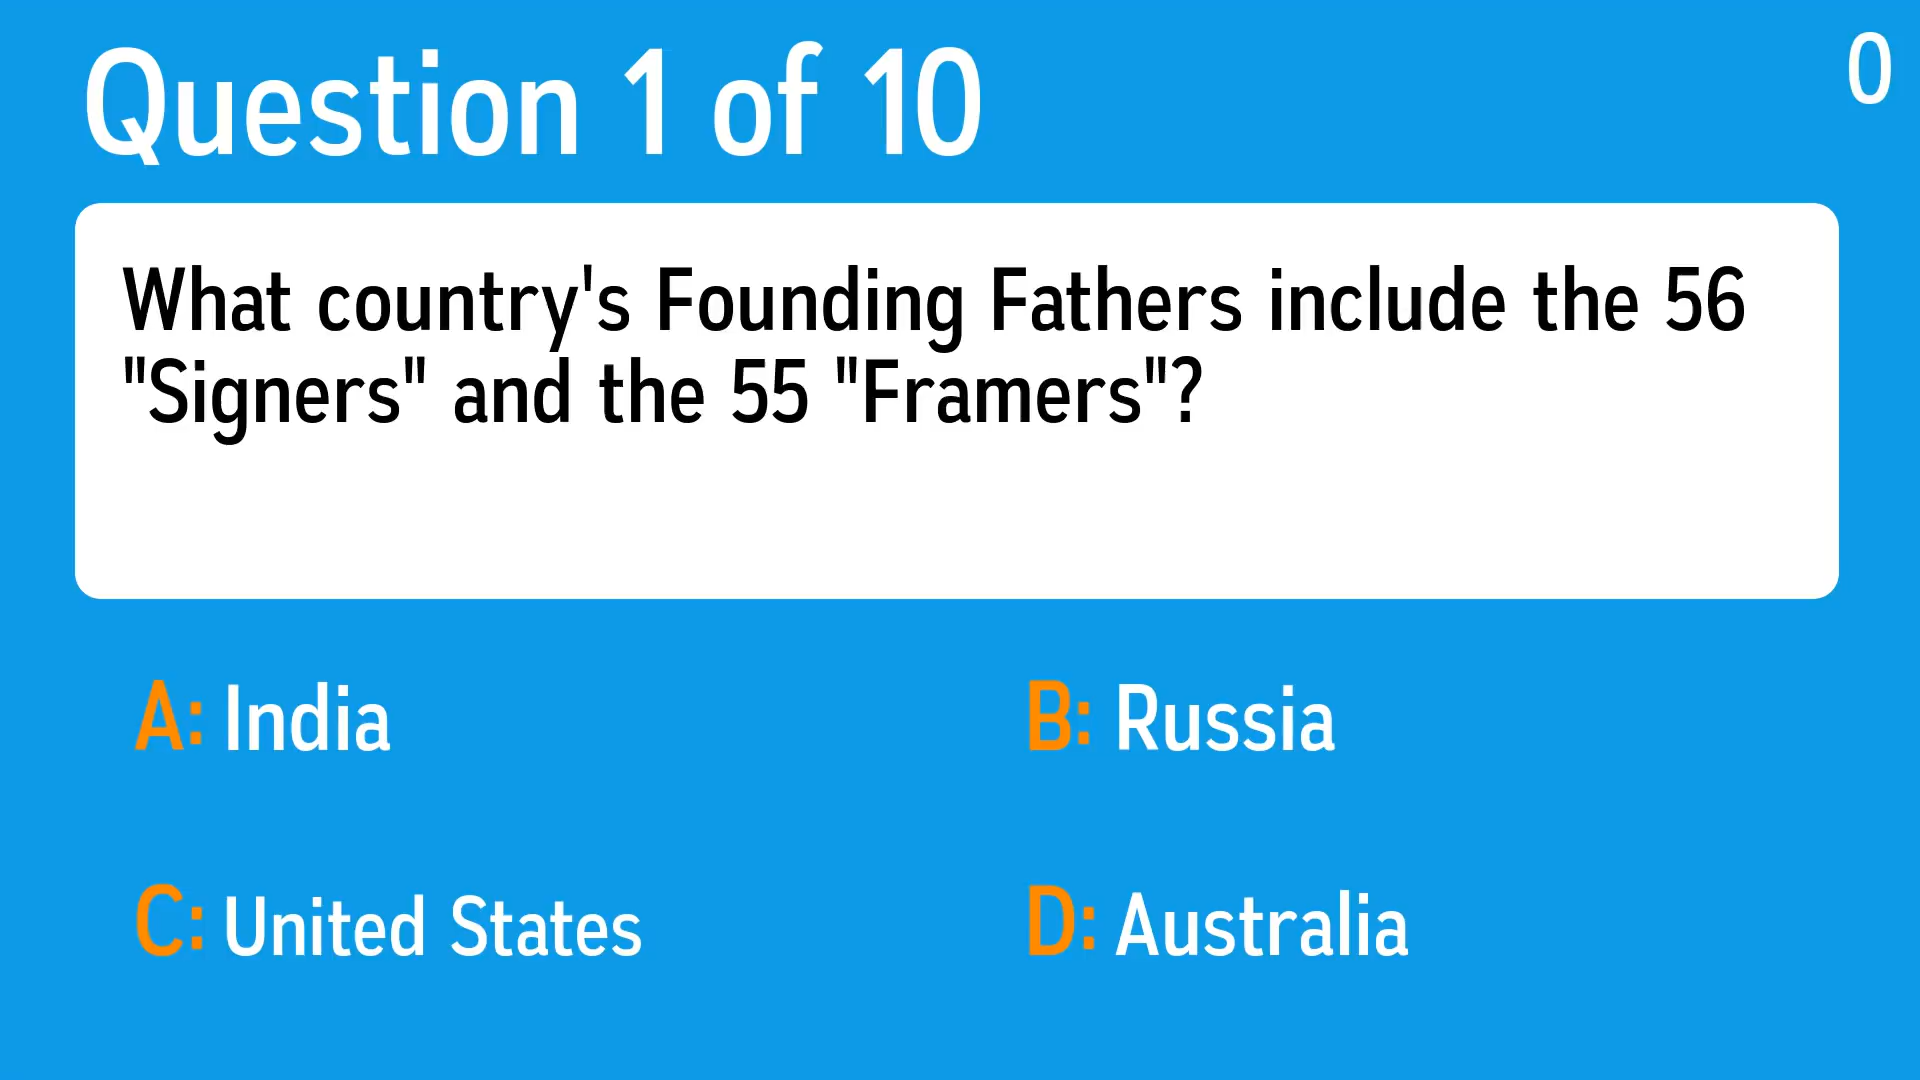 Question 1 of 10
0
What country's Founding Fathers include the 56
"Signers" and the 55 "Framers"?
A: India
B: Russia
C: United States
D: Australia